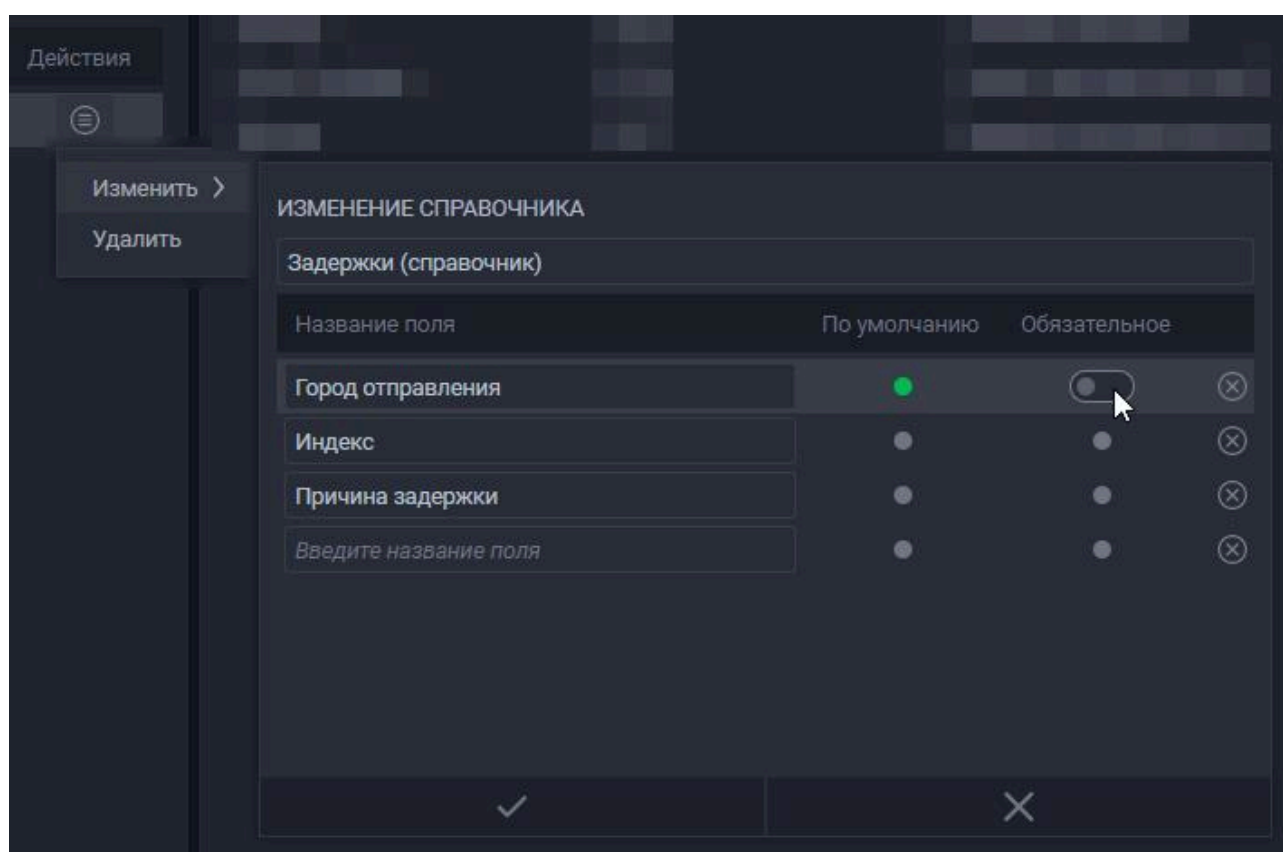 Действия
Изменить
Удалить
ИЗМЕНЕНИЕ СПРАВОЧНИКА
Задержки (справочник)
Название поля По умолчанию Обязательное
Город отправления
Индекс
Причина задержки
Введите название поля